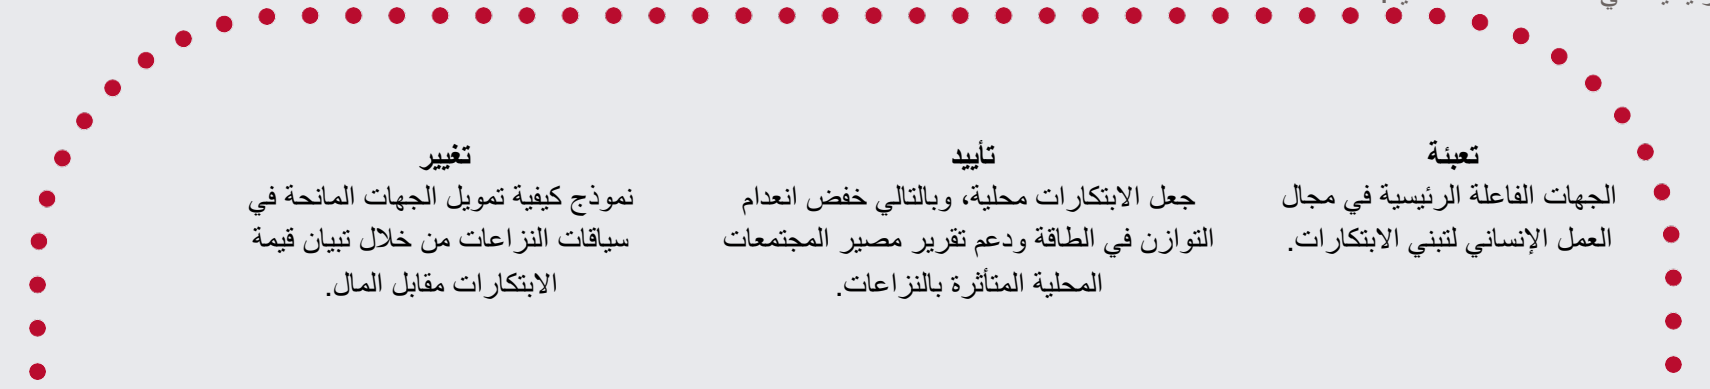 تعبئة
الجهات الفاعلة الرئيسية في مجال
العمل الإنساني لتبني الابتكارات.
تأييد
جعل الابتكارات محلية، وبالتالي خفض انعدام
التوازن في الطاقة ودعم تقرير مصير المجتمعات
المحلية المتأثرة بالنزاعات.
تغيير
نموذج كيفية تمويل الجهات المانحة في
سياقات النزاعات من خلال تبيان قيمة
الابتكارات مقابل المال.